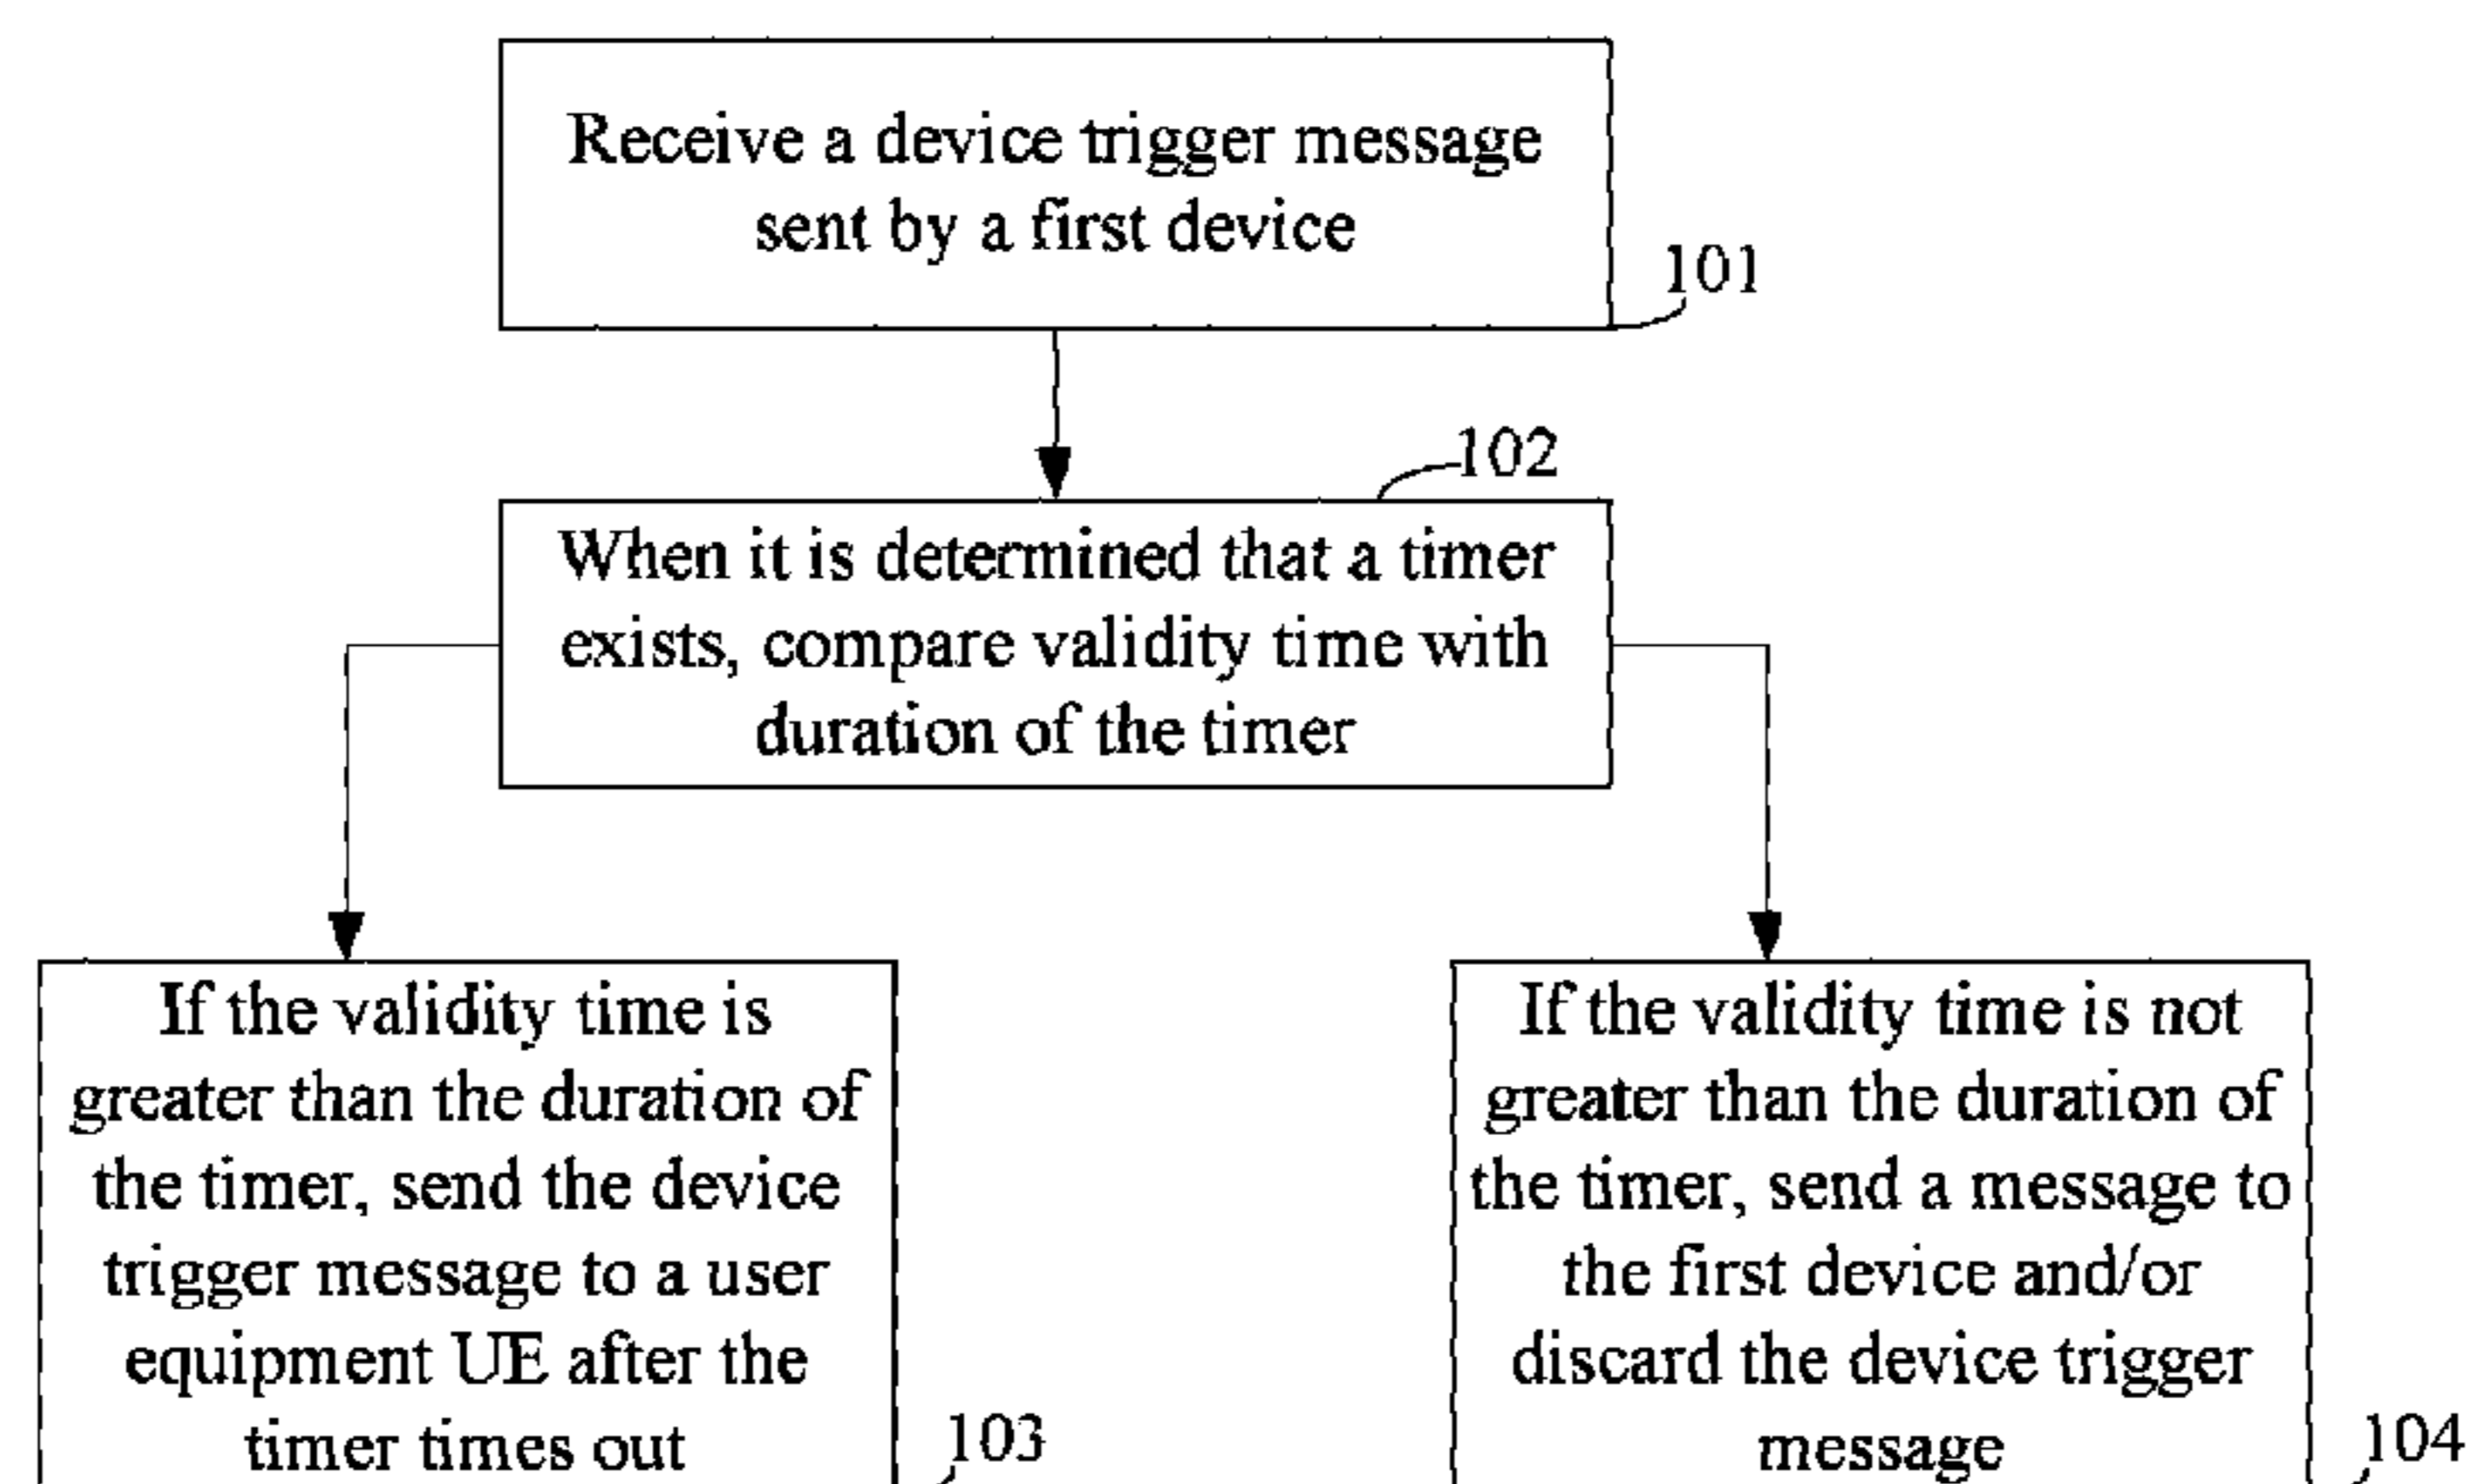 Receive a device trigger message
sent by a first device
101
102
When it is determined that a timer
exists, compare validity time with
duration of the timer
If the validity time is
greater than the duration of
the timer, send the device
trigger message to a user
equipment UE after the
timer times out
103
If the validity time is not
greater than the duration of
the timer, send a message to
the first device and/or
discard the device trigger
message
104